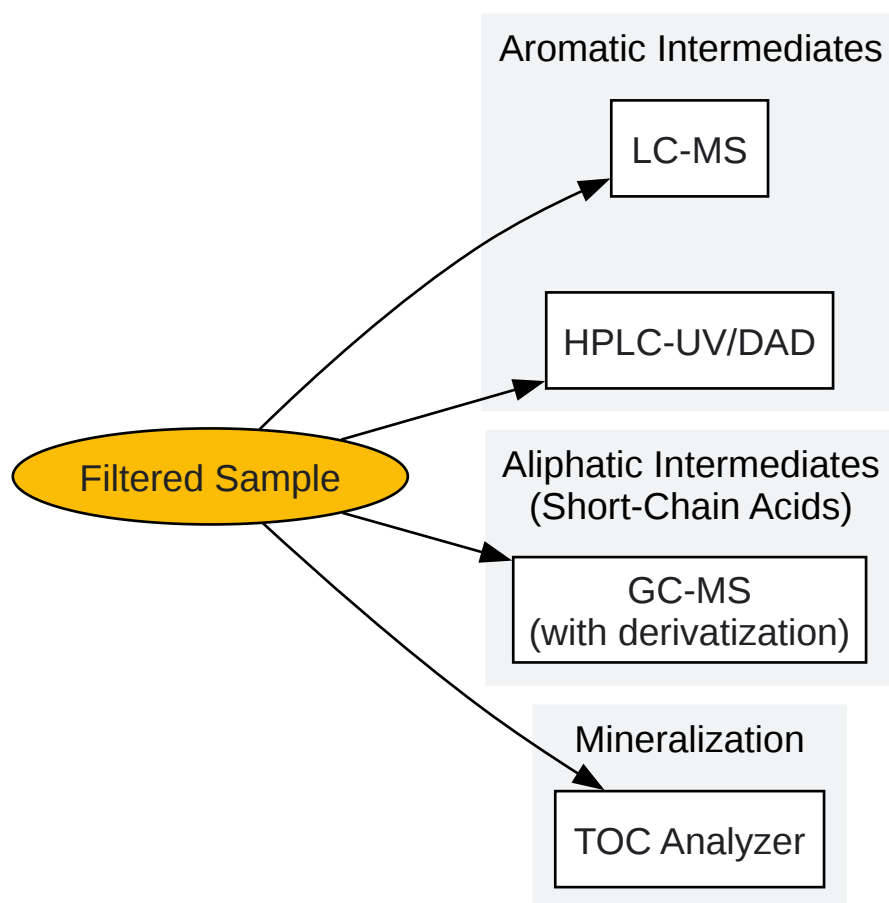 Aromatic Intermediates
LC-MS
HPLC-UV/DAD
Filtered Sample
Aliphatic Intermediates
(Short-Chain Acids)
GC-MS
(with derivatization)
Mineralization
TOC Analyzer